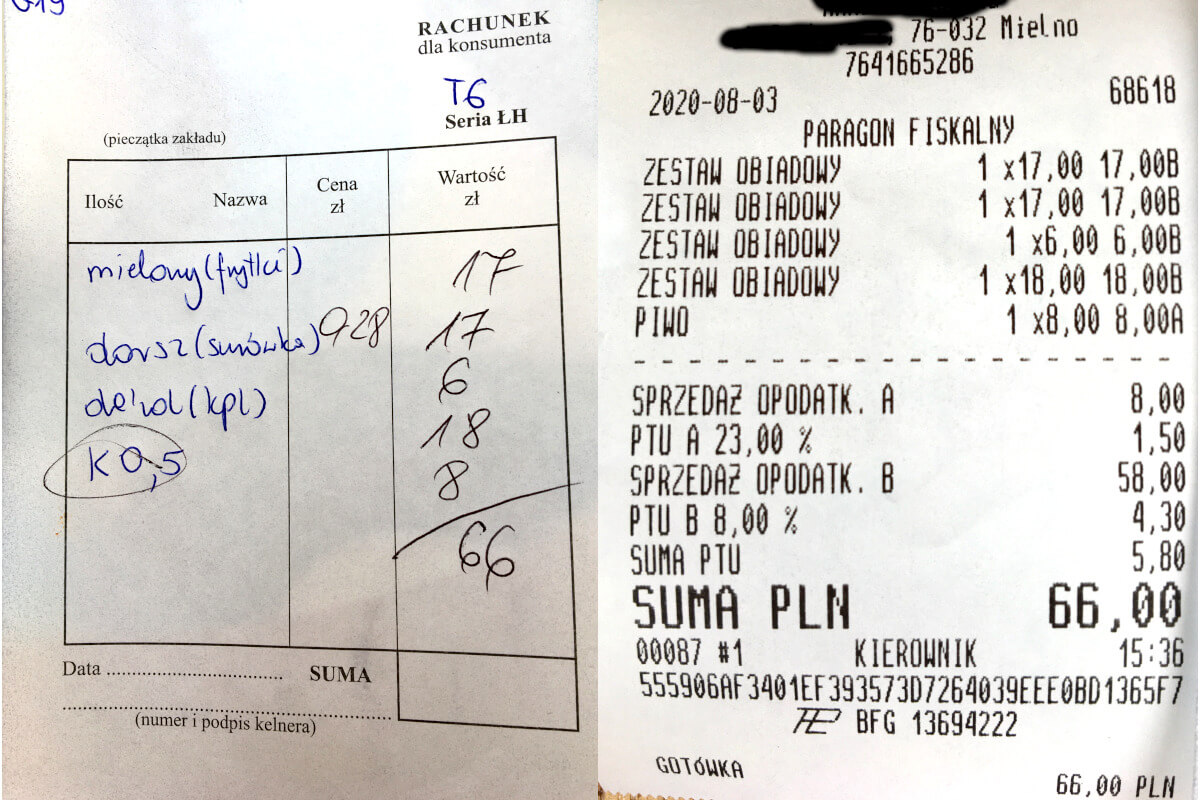 G19
RACHUNEK
dla konsumenta
T6
Seria ŁH
(pieczątka zakładu)
Ilość Nazwa Cena zł Wartość zł
mielony (frytki) 17
dorsz (surówka) 928 17
6
(kpl)
18
K 0,5
8
66
Data ........................................ SUMA
(numer i podpis kelnera)
76-032 Mielno
7641665286
2020-08-03 68618
PARAGON FISKALNY
ZESTAW OBIADOWY 1 x17,00 17,00B
ZESTAW OBIADOWY 1 x17,00 17,00B
ZESTAW OBIADOWY 1 x6,00 6,00B
ZESTAW OBIADOWY 1 x18,00 18,00B
PIWO 1 x8,00 8,00A
SPRZEDAŻ OPODATK. A 8,00
PTU A 23,00 % 1,50
SPRZEDAŻ OPODATK. B 58,00
PTU B 8,00 % 4,30
SUMA PTU 5,80
SUMA PLN 66,00
00087 #1 KIEROWNIK 15:36
555906AF3401EF393573D7264039EEE0BD1365F7
BFG 13694222
GOTÓWKA 66,00 PLN